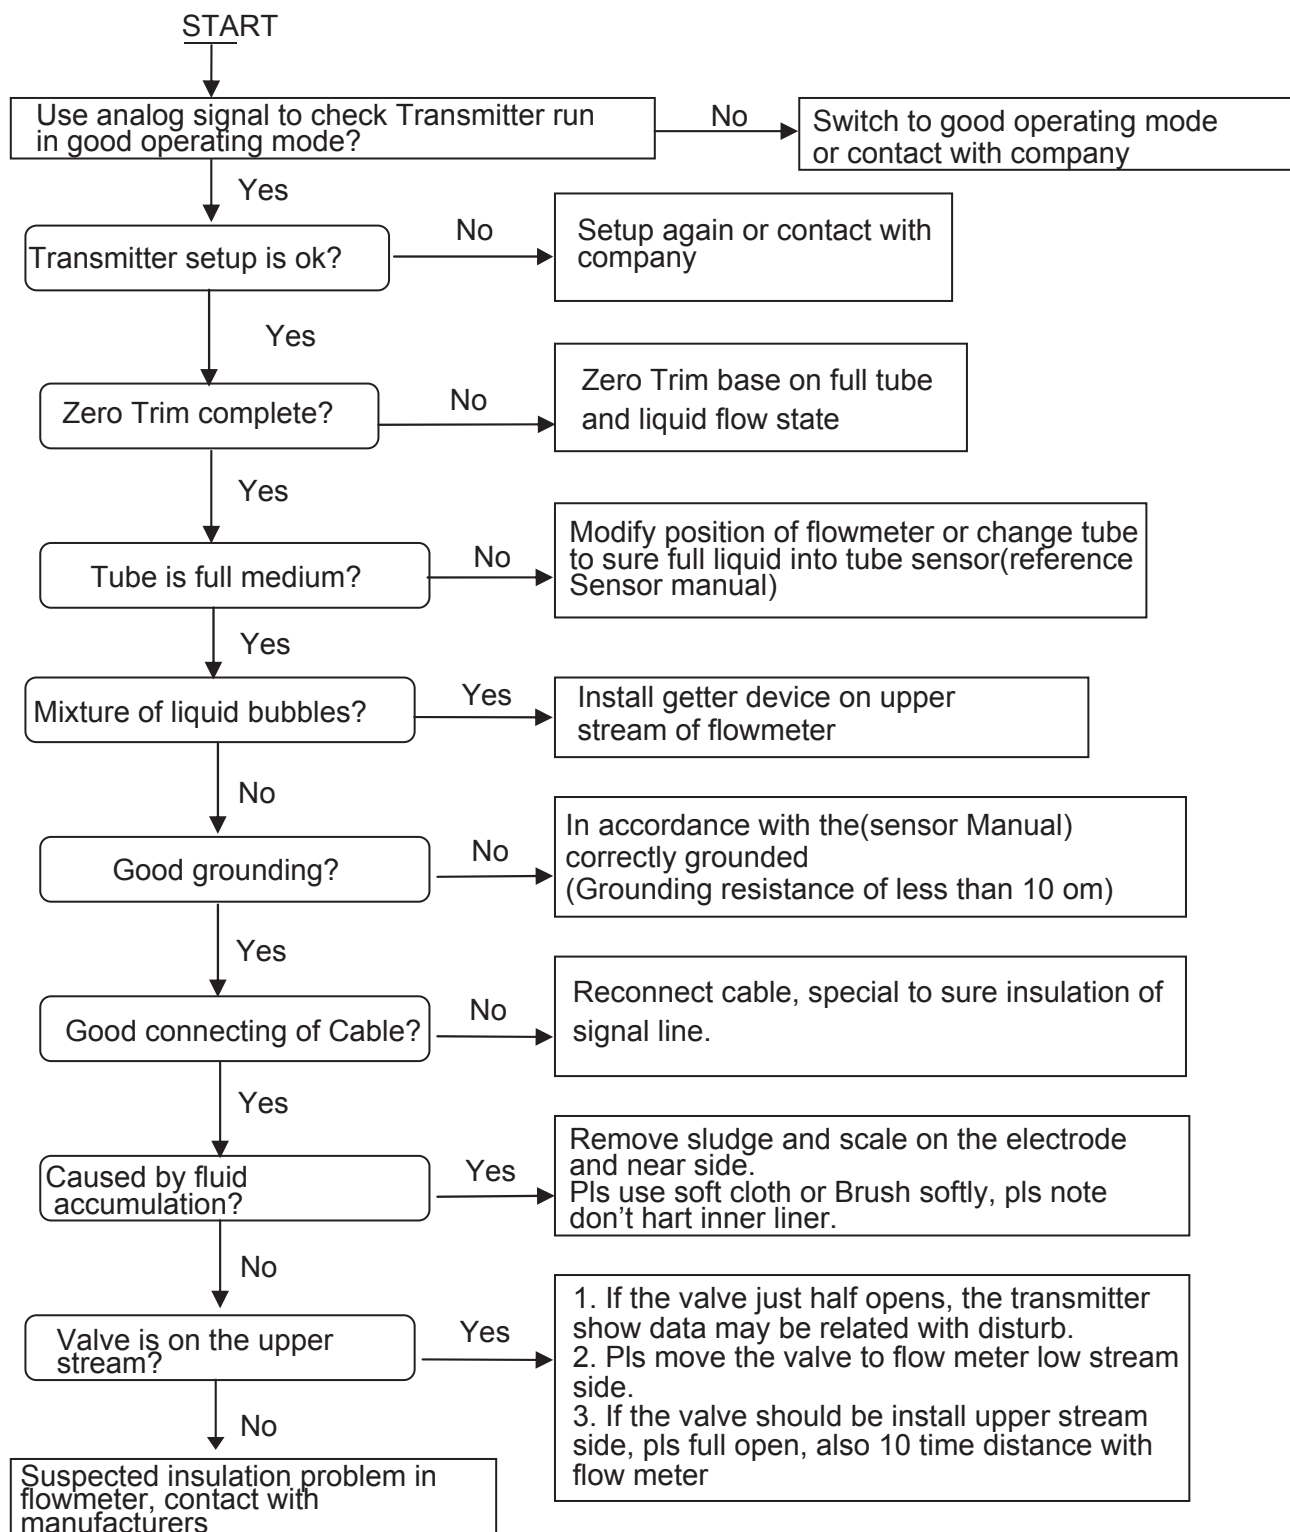 START
Use analog signal to check Transmitter run
in good operating mode?
No
Switch to good operating mode
or contact with company
Yes
Transmitter setup is ok?
No
Setup again or contact with
company
Yes
Zero Trim complete?
No
Zero Trim base on full tube
and liquid flow state
Yes
Tube is full medium?
No
Modify position of flowmeter or change tube
to sure full liquid into tube sensor(reference
Sensor manual)
Yes
Mixture of liquid bubbles?
Yes
Install getter device on upper
stream of flowmeter
No
Good grounding?
No
In accordance with the(sensor Manual)
correctly grounded
(Grounding resistance of less than 10 om)
Yes
Good connecting of Cable?
No
Reconnect cable, special to sure insulation of
signal line.
Yes
Caused by fluid
accumulation?
Yes
Remove sludge and scale on the electrode
and near side.
Pls use soft cloth or Brush softly, pls note
don't hart inner liner.
No
Valve is on the upper
stream?
Yes
1. If the valve just half opens, the transmitter
show data may be related with disturb.
2. Pls move the valve to flow meter low stream
side.
3. If the valve should be install upper stream
side, pls full open, also 10 time distance with
flow meter
No
Suspected insulation problem in
flowmeter, contact with
manufacturers